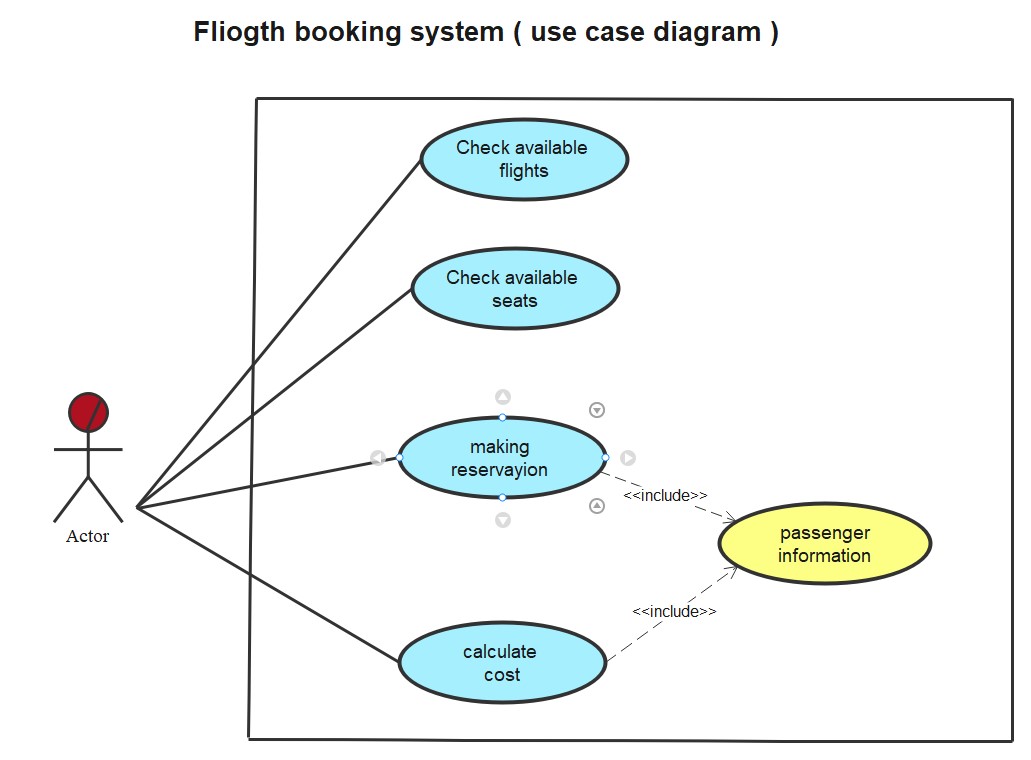 Fliogth booking system ( use case diagram )
Check available
flights
Check available
seats
making
reservayion
<<include>>
passenger
information
Actor
<<include>>
calculate
cost